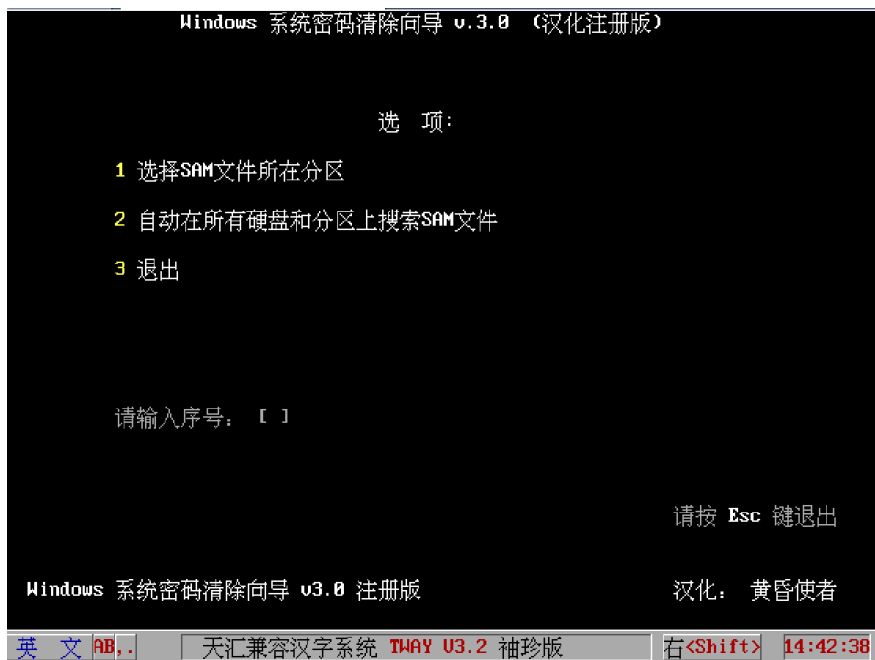 Windows 系统密码清除向导 v.3.0 (汉化注册版)
选 项:
1 选择SAM文件所在分区
2 自动在所有硬盘和分区上搜索SAM文件
3 退出
请输入序号: [ ]
请按 Esc 键退出
Windows 系统密码清除向导 v3.0 注册版 汉化: 黄昏使者
英 文 AB,. 天汇兼容汉字系统 TWAY V3.2 袖珍版 右<Shift> 14:42:38